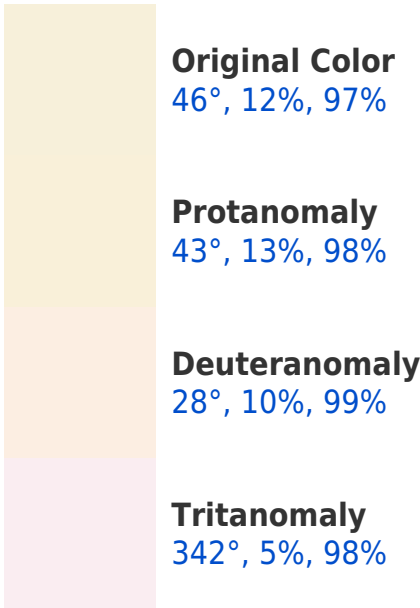 Original Color
46°, 12%, 97%
Protanomaly
43°, 13%, 98%
Deuteranomaly
28°, 10%, 99%
Tritanomaly
342°, 5%, 98%